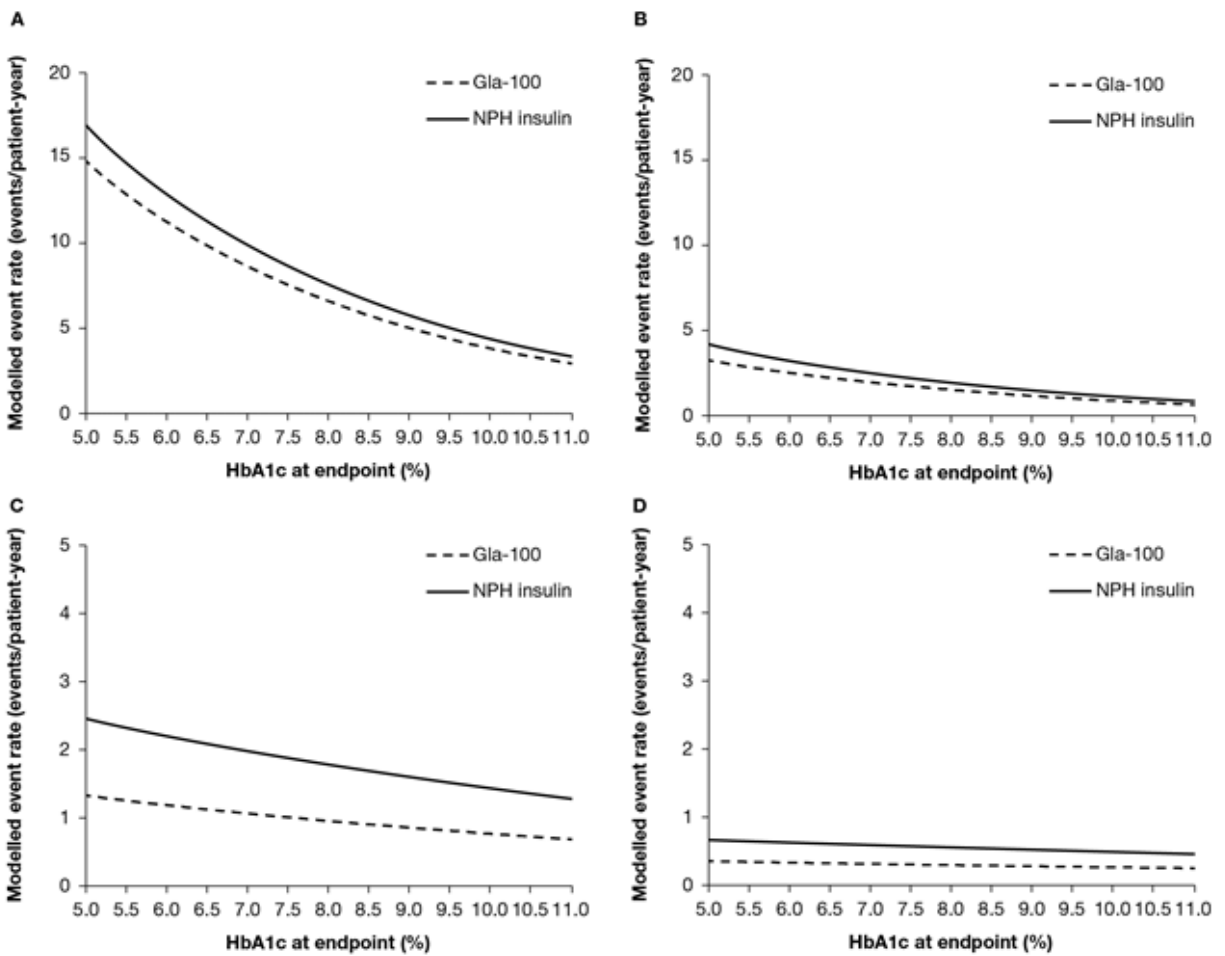 A
Modelled event rate (events/patient-year)
20
15
10
5
0
Gla-100
NPH insulin
5.0 5.5 6.0 6.5 7.0 7.5 8.0 8.5 9.0 9.5 10.0 10.5 11.0
HbA1c at endpoint (%)
B
Modelled event rate (events/patient-year)
20
15
10
5
0
Gla-100
NPH insulin
5.0 5.5 6.0 6.5 7.0 7.5 8.0 8.5 9.0 9.5 10.0 10.5 11.0
HbA1c at endpoint (%)
C
Modelled event rate (events/patient-year)
5
4
3
2
1
0
Gla-100
NPH insulin
5.0 5.5 6.0 6.5 7.0 7.5 8.0 8.5 9.0 9.5 10.0 10.5 11.0
HbA1c at endpoint (%)
D
Modelled event rate (events/patient-year)
5
4
3
2
1
0
Gla-100
NPH insulin
5.0 5.5 6.0 6.5 7.0 7.5 8.0 8.5 9.0 9.5 10.0 10.5 11.0
HbA1c at endpoint (%)